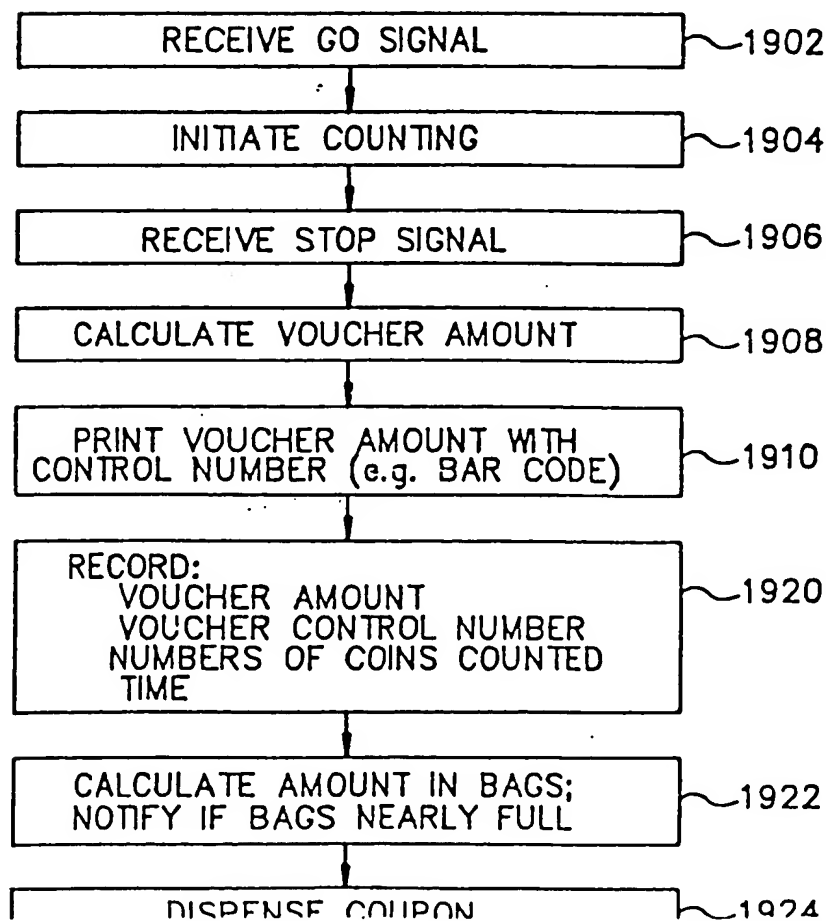 RECEIVE GO SIGNAL
1902
INITIATE COUNTING
1904
RECEIVE STOP SIGNAL
1906
CALCULATE VOUCHER AMOUNT
1908
PRINT VOUCHER AMOUNT WITH
CONTROL NUMBER (e.g. BAR CODE)
1910
RECORD:
VOUCHER AMOUNT
VOUCHER CONTROL NUMBER
NUMBERS OF COINS COUNTED
TIME
1920
CALCULATE AMOUNT IN BAGS;
NOTIFY IF BAGS NEARLY FULL
1922
DISPENSE COUPON
1924